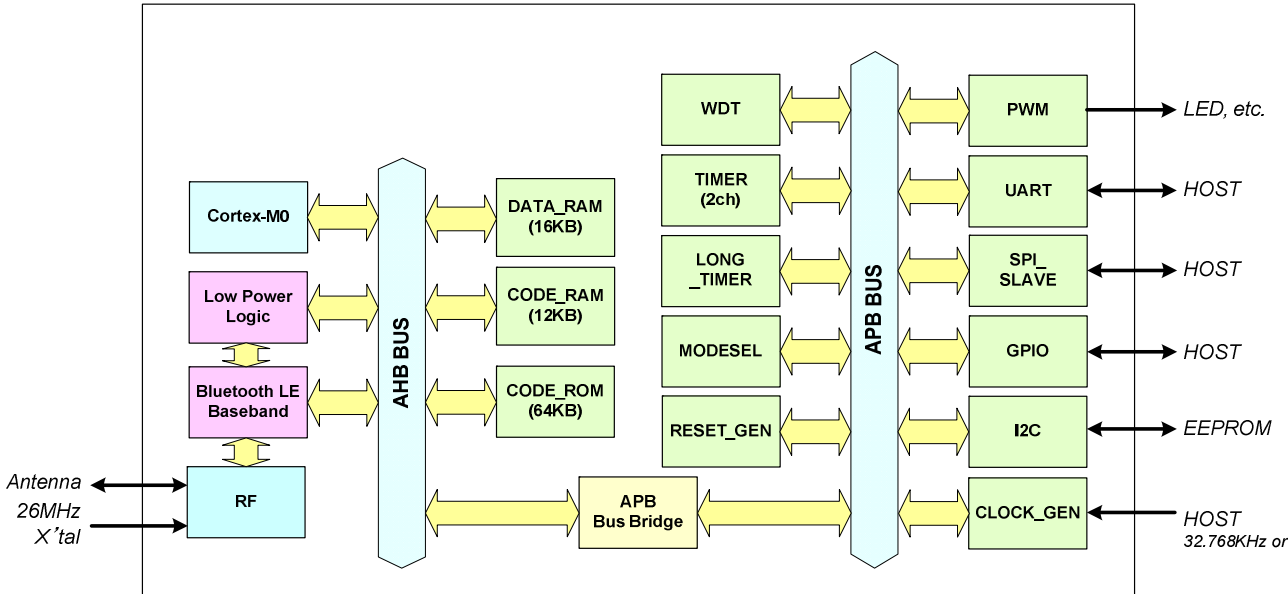 WDT
PWM
LED, etc.
TIMER
(2ch)
UART
HOST
Cortex-M0
DATA_RAM
(16KB)
LONG
_TIMER
SPI_
SLAVE
HOST
Low Power
Logic
CODE_RAM
(12KB)
AHB BUS
APB BUS
MODESEL
GPIO
HOST
Bluetooth LE
Baseband
CODE_ROM
(64KB)
RESET_GEN
I2C
EEPROM
Antenna
26MHz
X'tal
RF
APB
Bus Bridge
CLOCK_GEN
HOST
32.768KHz or